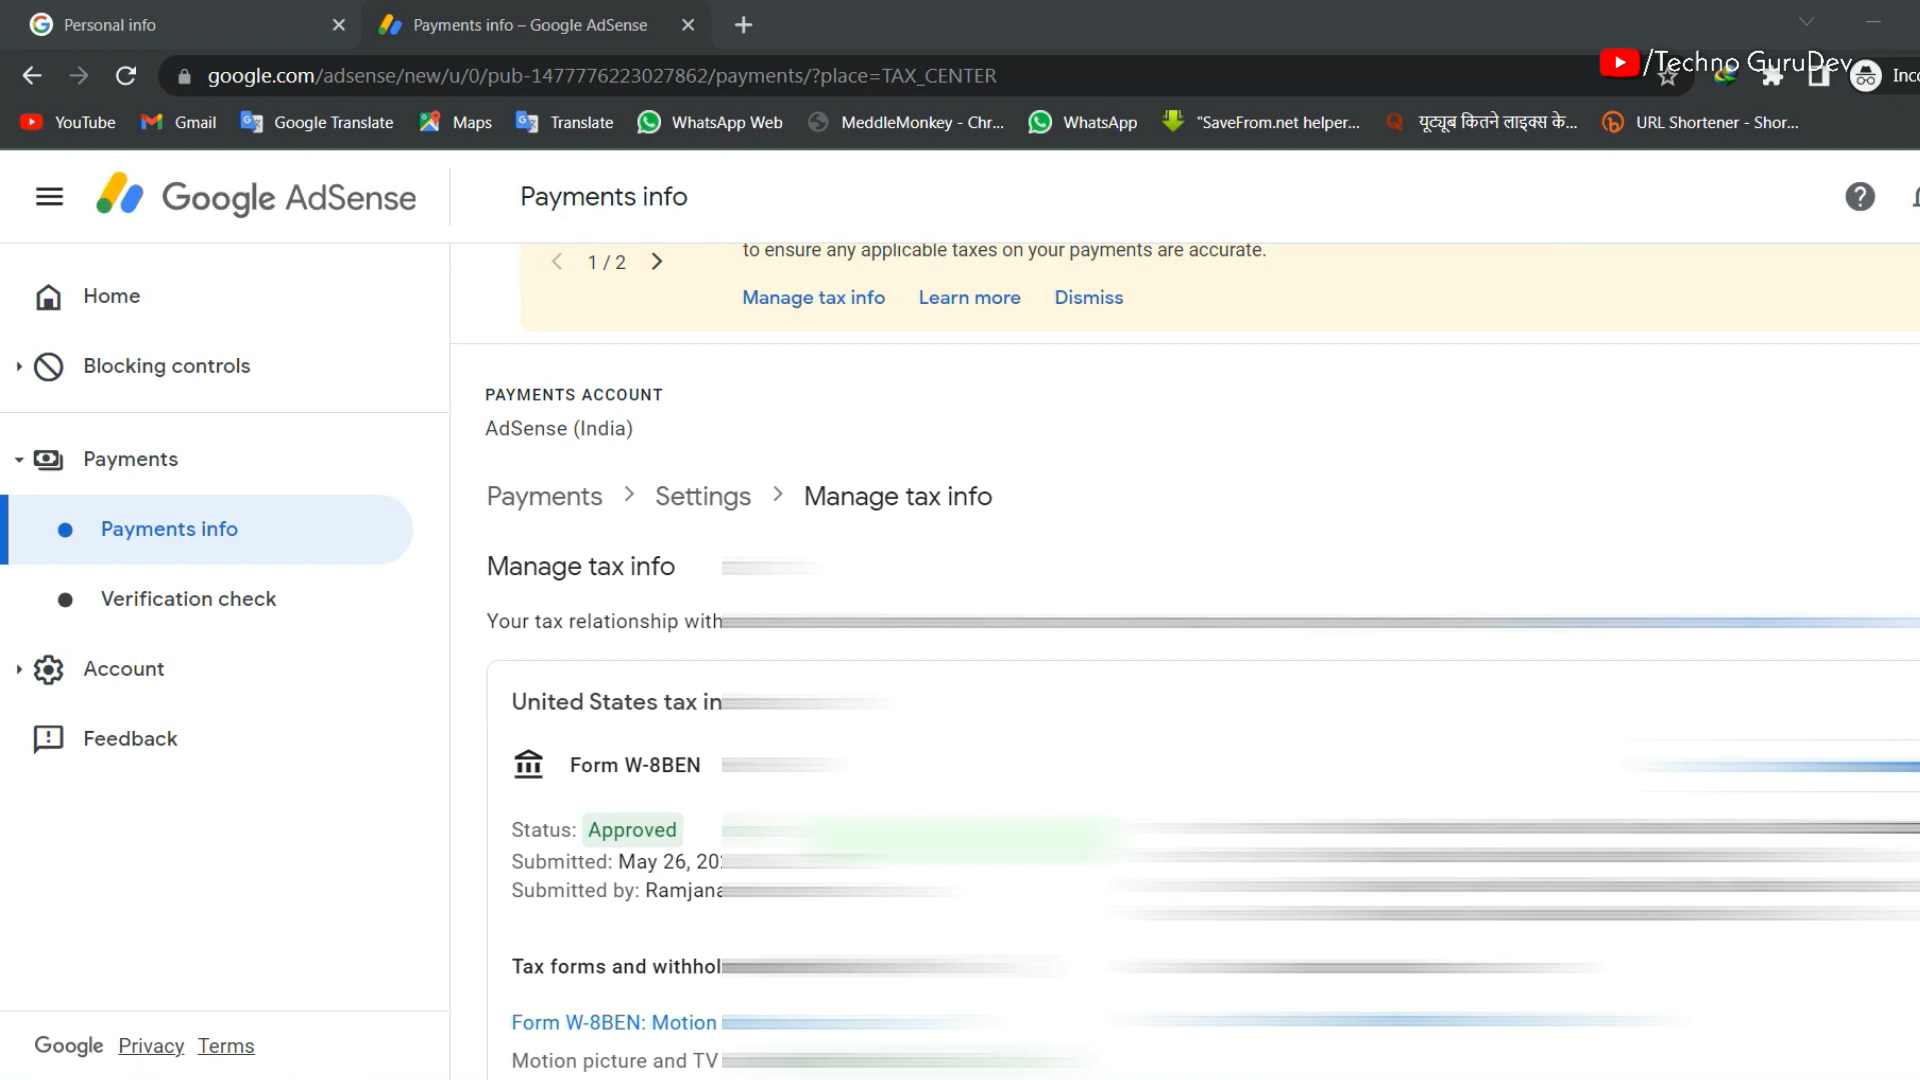 Personal info
Payments info – Google AdSense
google.com/adsense/new/u/0/pub-1477776223027862/payments/?place=TAX_CENTER
/Techno GuruDev
YouTube
Gmail
Google Translate
Maps
Translate
WhatsApp Web
MeddleMonkey - Chr...
WhatsApp
"SaveFrom.net helper...
यूट्यूब कितने लाइक्स के...
URL Shortener - Shor...
Google AdSense
Payments info
to ensure any applicable taxes on your payments are accurate.
1 / 2
Manage tax info
Learn more
Dismiss
Home
Blocking controls
Payments
Payments info
Verification check
Account
Feedback
PAYMENTS ACCOUNT
AdSense (India)
Payments > Settings > Manage tax info
Manage tax info
Your tax relationship with
United States tax in
Form W-8BEN
Status: Approved
Submitted: May 26, 20
Submitted by: Ramjana
Tax forms and withhol
Form W-8BEN: Motion
Motion picture and TV
Google Privacy Terms